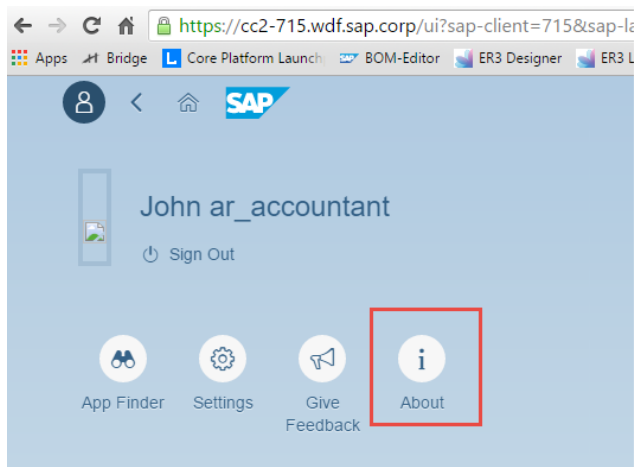 https://cc2-715.wdf.sap.corp/ui?sap-client=715&sap-la
Apps Bridge L Core Platform Launch BOM-Editor ER3 Designer ER3 L
SAP
John ar_accountant
Sign Out
i
App Finder Settings Give Feedback About